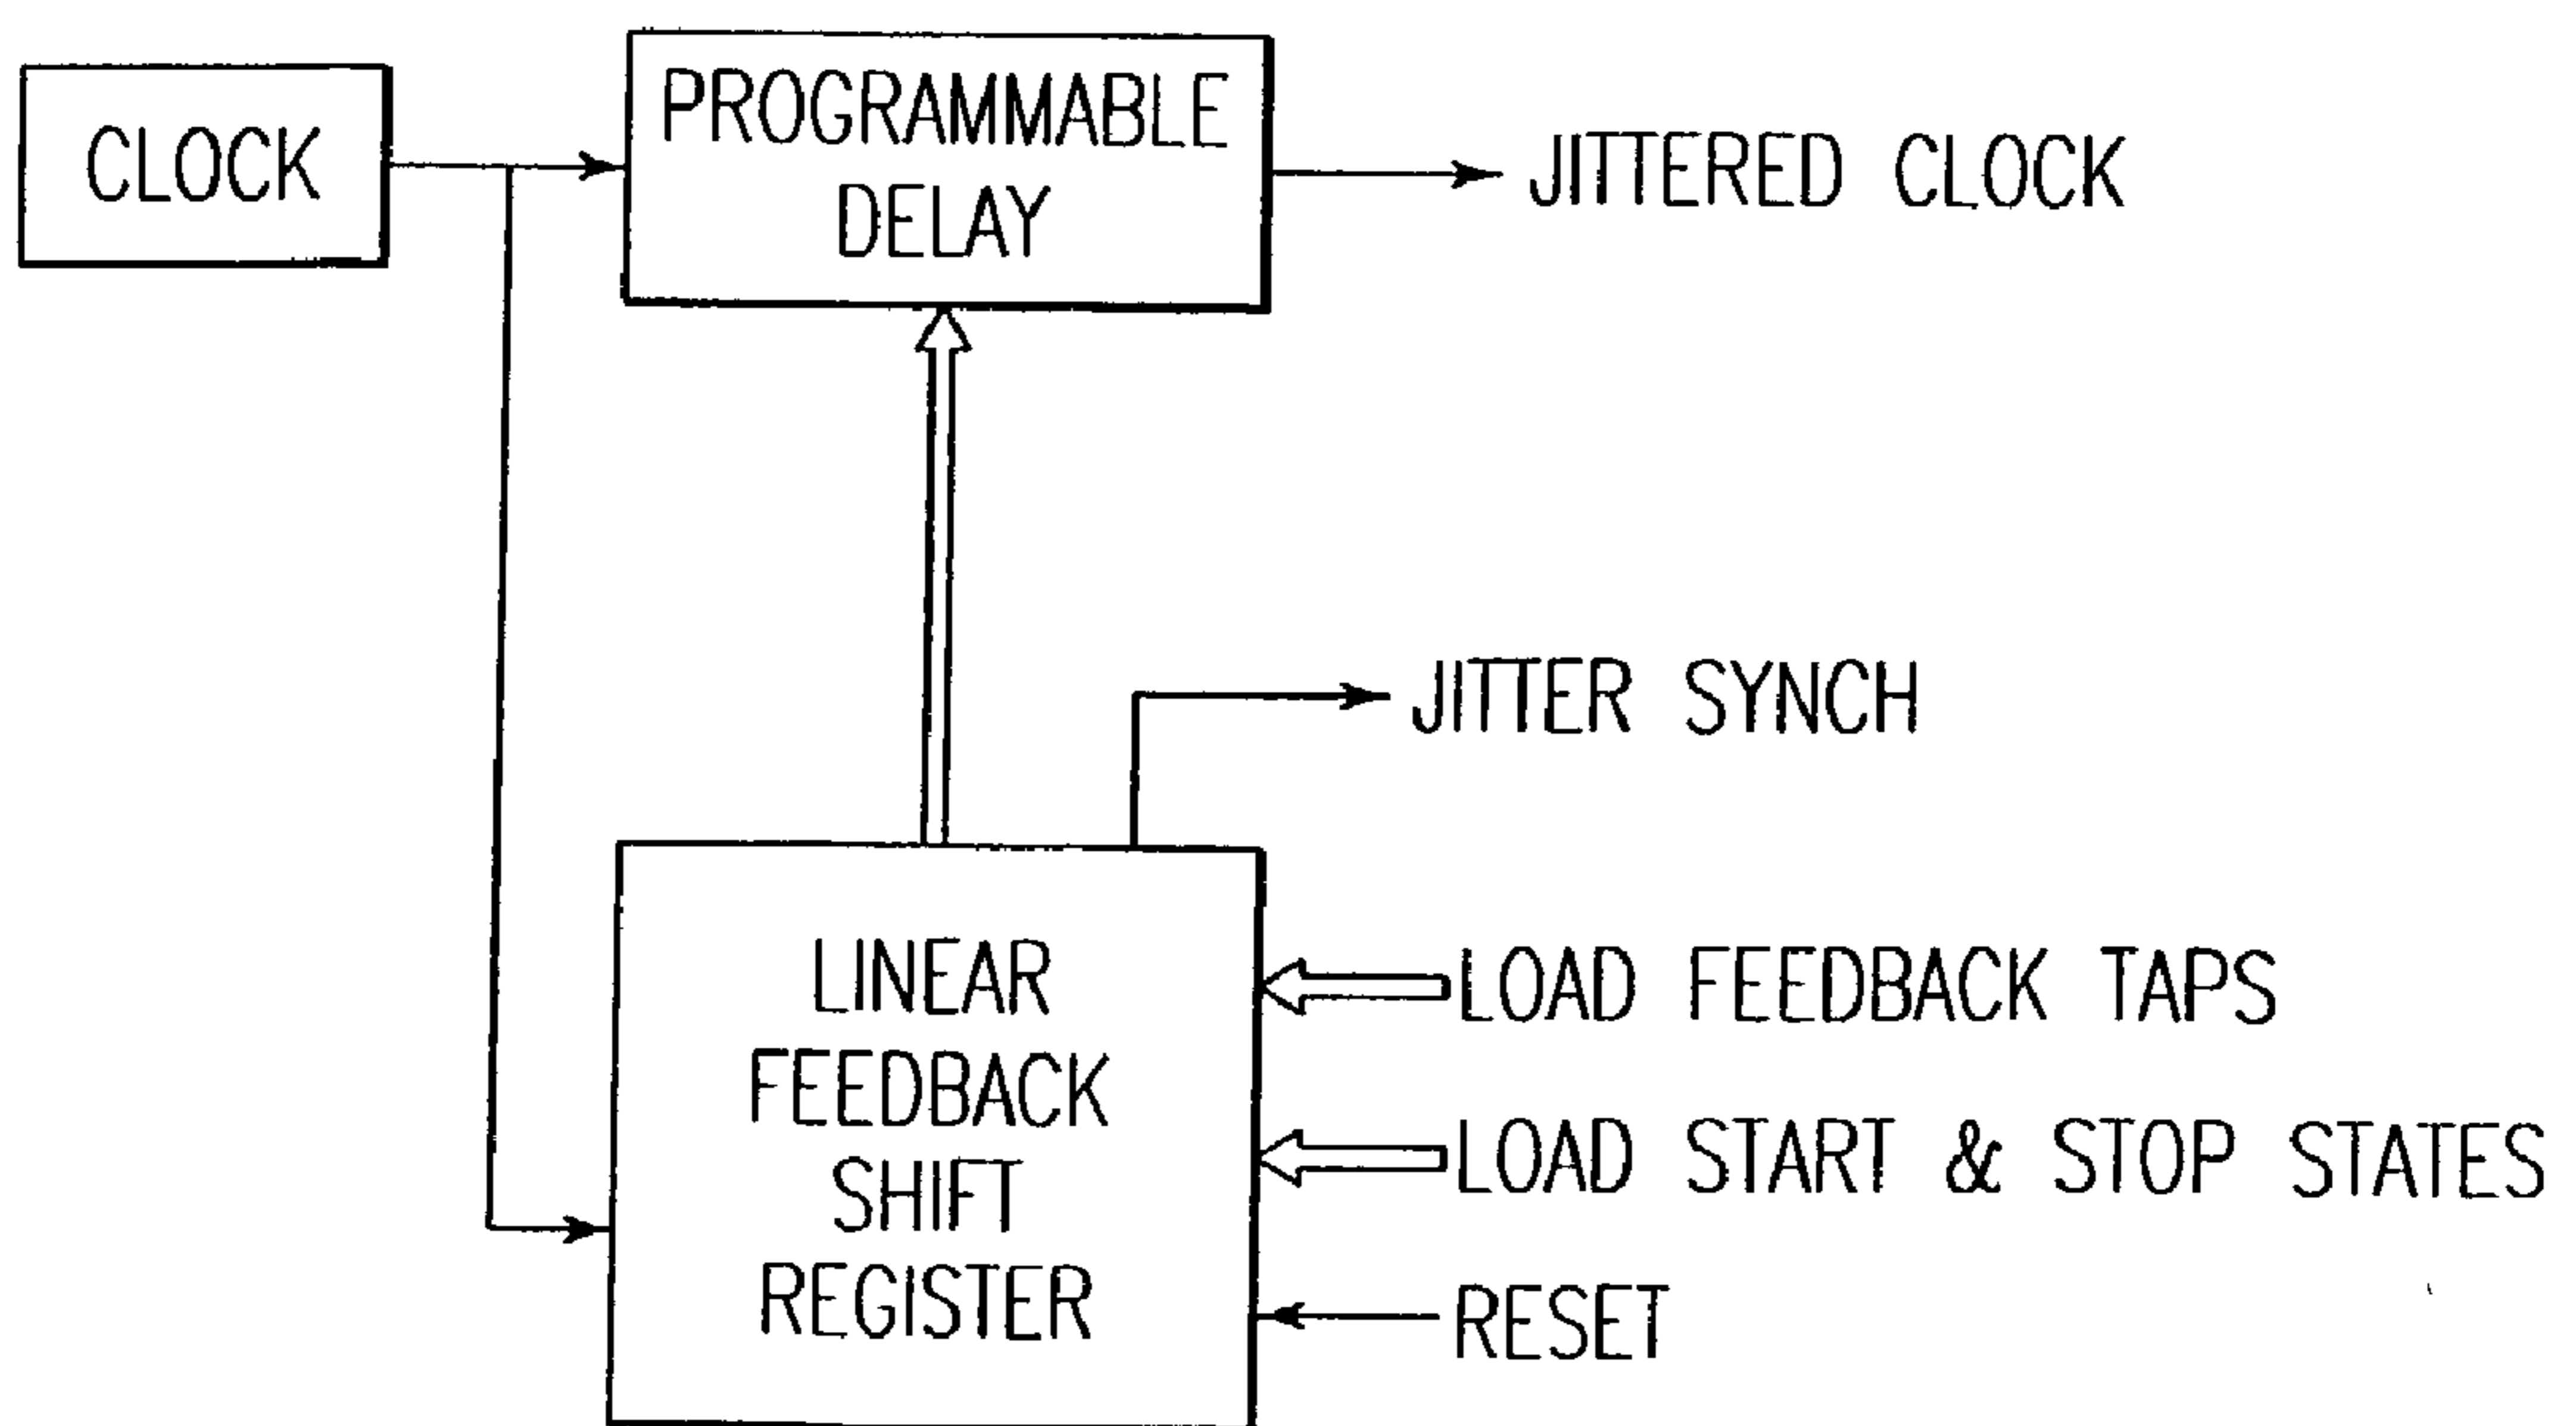 CLOCK
PROGRAMMABLE
DELAY
JITTERED CLOCK
JITTER SYNCH
LINEAR
FEEDBACK
SHIFT
REGISTER
LOAD FEEDBACK TAPS
LOAD START & STOP STATES
RESET